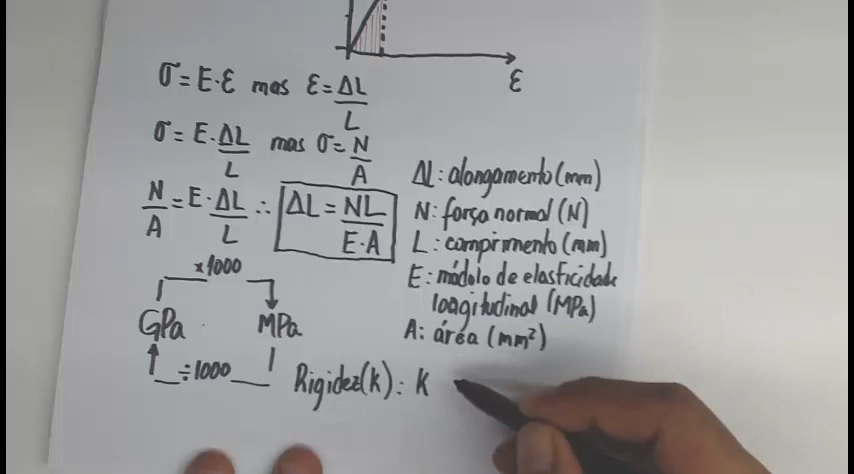 ε
σ = E·ε mas ε = ΔL/L
σ = E·ΔL/L mas σ = N/A
N/A = E·ΔL/L ∴ ΔL = NL/E·A
ΔL: alongamento (mm)
N: força normal (N)
L: comprimento (mm)
E: módolo de elasticidade
longitudinal (MPa)
A: área (mm²)
x1000
GPa MPa
÷1000
Rigidez(k): K